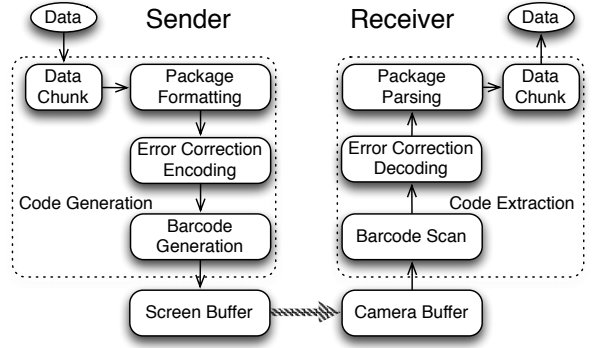 Data
Sender
Data
Chunk
Package
Formatting
Error Correction
Encoding
Code Generation
Barcode
Generation
Screen Buffer
Receiver
Data
Package
Parsing
Data
Chunk
Error Correction
Decoding
Code Extraction
Barcode Scan
Camera Buffer